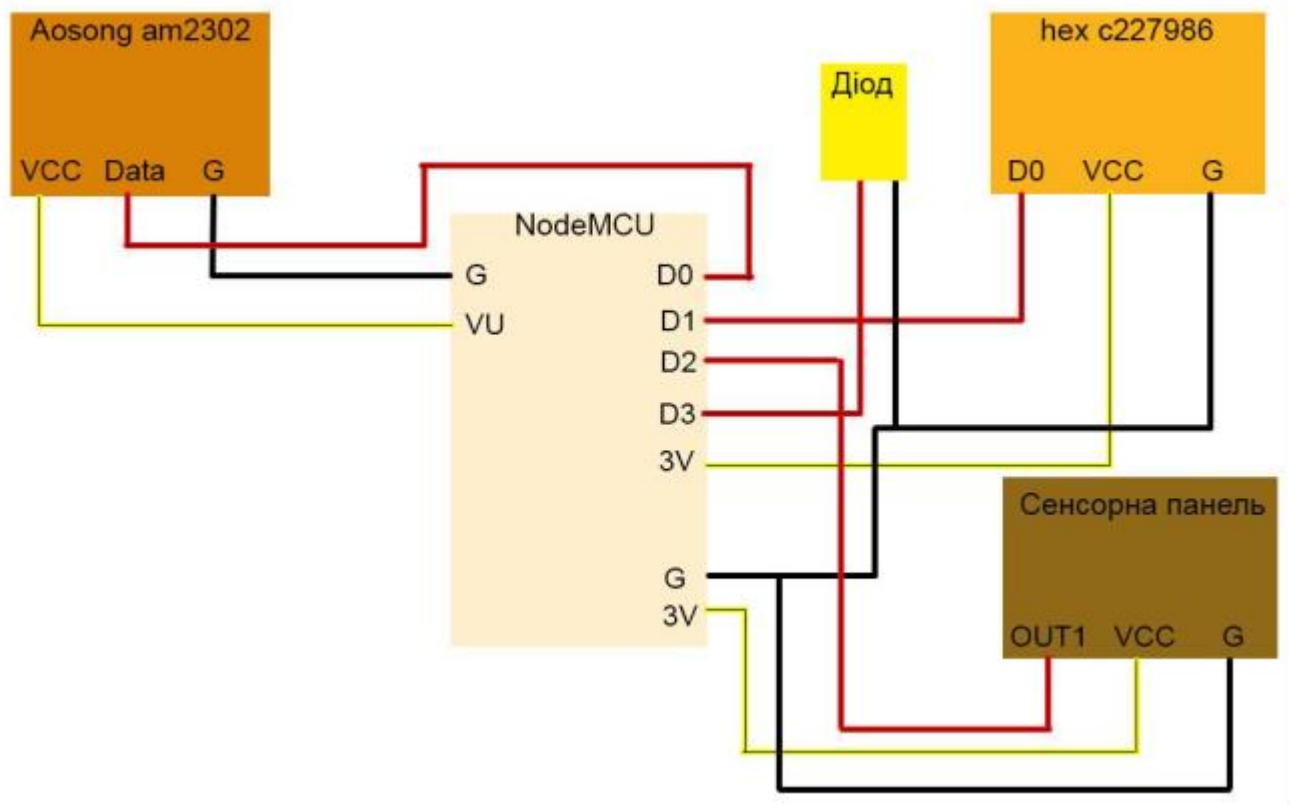 Aosong am2302
VCC Data G
NodeMCU
G
VU
D0
D1
D2
D3
3V
G
3V
Діод
hex c227986
D0 VCC G
Сенсорна панель
OUT1 VCC G